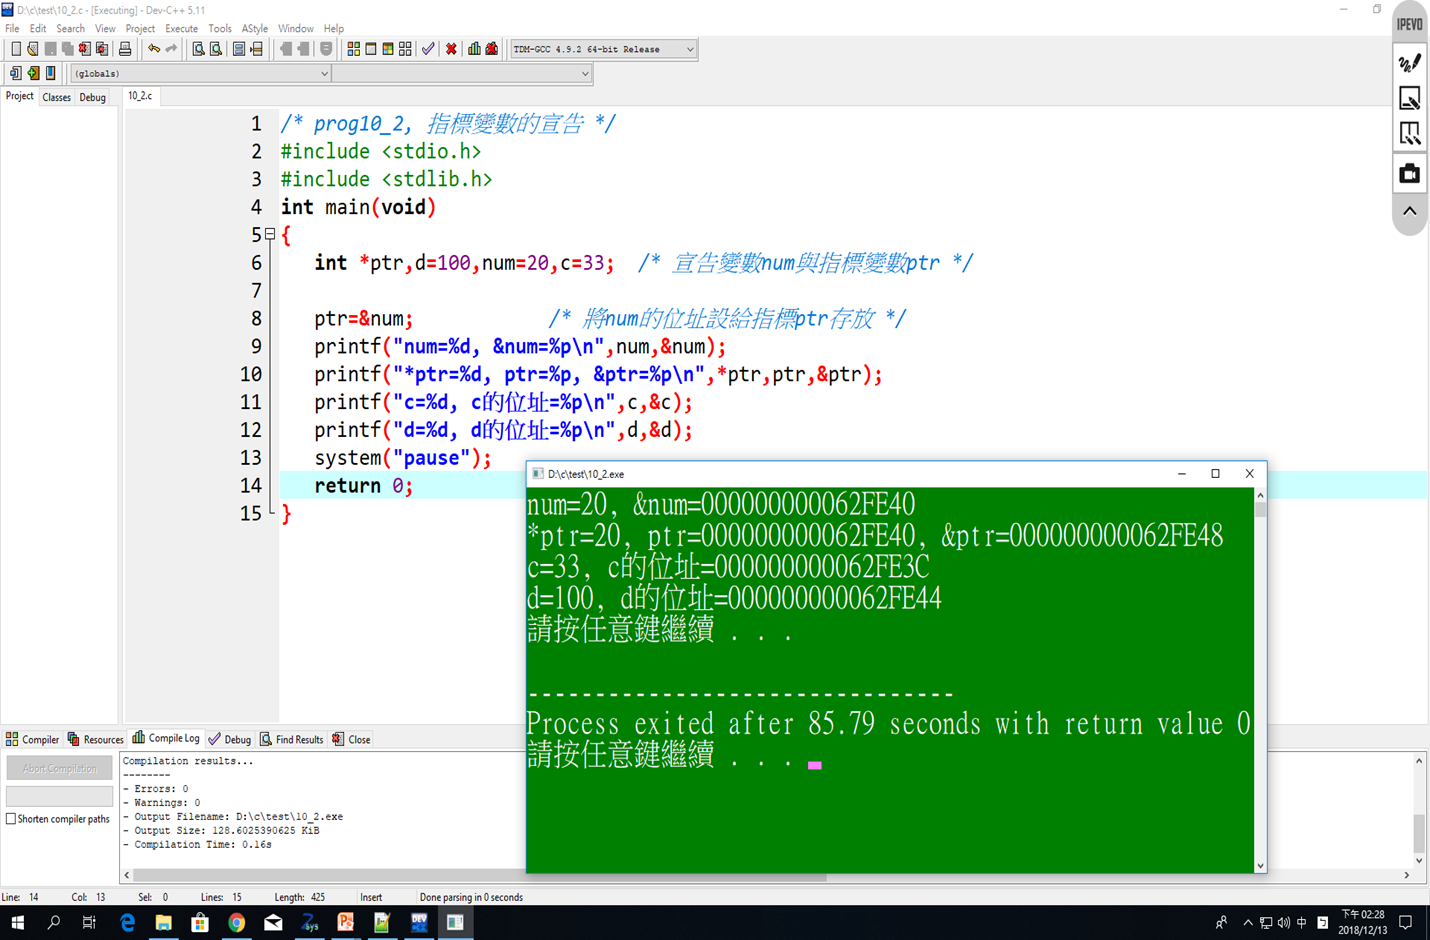 D:\c\test\10_2.c - [Executing] - Dev-C++ 5.11
File Edit Search View Project Execute Tools AStyle Window Help
TDM-GCC 4.9.2 64-bit Release
(globals)
Project Classes Debug
10_2.c
IPEVO
1 /* prog10_2, 指標變數的宣告 */
2 #include <stdio.h>
3 #include <stdlib.h>
4 int main(void)
5 {
6 int *ptr,d=100,num=20,c=33; /* 宣告變數num與指標變數ptr */
7
8 ptr=&num; /* 將num的位址設給指標ptr存放 */
9 printf("num=%d, &num=%p\n",num,&num);
10 printf("*ptr=%d, ptr=%p, &ptr=%p\n",*ptr,ptr,&ptr);
11 printf("c=%d, c的位址=%p\n",c,&c);
12 printf("d=%d, d的位址=%p\n",d,&d);
13 system("pause");
14 return 0;
15 }
D:\c\test\10_2.exe
num=20, &num=000000000062FE40
*ptr=20, ptr=000000000062FE40, &ptr=000000000062FE48
c=33, c的位址=000000000062FE3C
d=100, d的位址=000000000062FE44
請按任意鍵繼續 . . .
--------------------------------
Process exited after 85.79 seconds with return value 0
請按任意鍵繼續 . . .
Compiler Resources Compile Log Debug Find Results Close
Abort Compilation
Shorten compiler paths
Compilation results...
--------
- Errors: 0
- Warnings: 0
- Output Filename: D:\c\test\10_2.exe
- Output Size: 128.6025390625 KiB
- Compilation Time: 0.16s
Line: 14 Col: 13 Sel: 0 Lines: 15 Length: 425 Insert Done parsing in 0 seconds
中
下午 02:28
2018/12/13